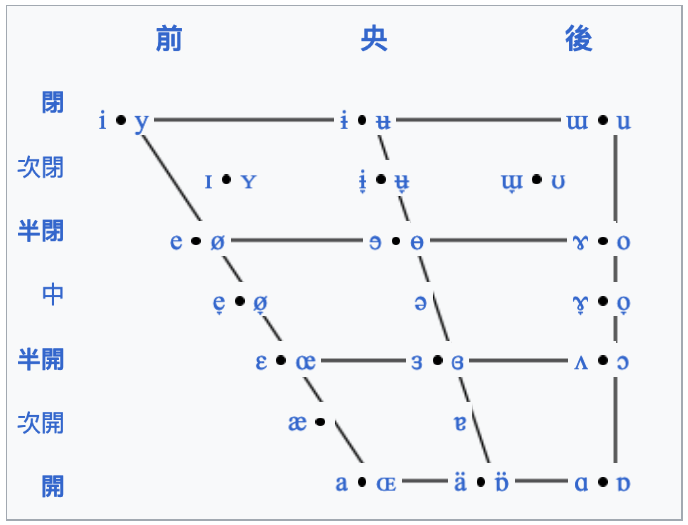 前 央 後
閉 i • y ɨ • ʉ ɯ • u
次閉 ɪ • ʏ ɨ̞ • ʉ̞ ɯ̞ • ʊ
半閉 e • ø ɘ • ɵ ɤ • o
中 e̞ • ø̞ ə ɤ̞ • o̞
半開 ɛ • œ ɜ • ɞ ʌ • ɔ
次開 æ • ɐ
開 a • ɶ ä • ɒ̈ ɑ • ɒ